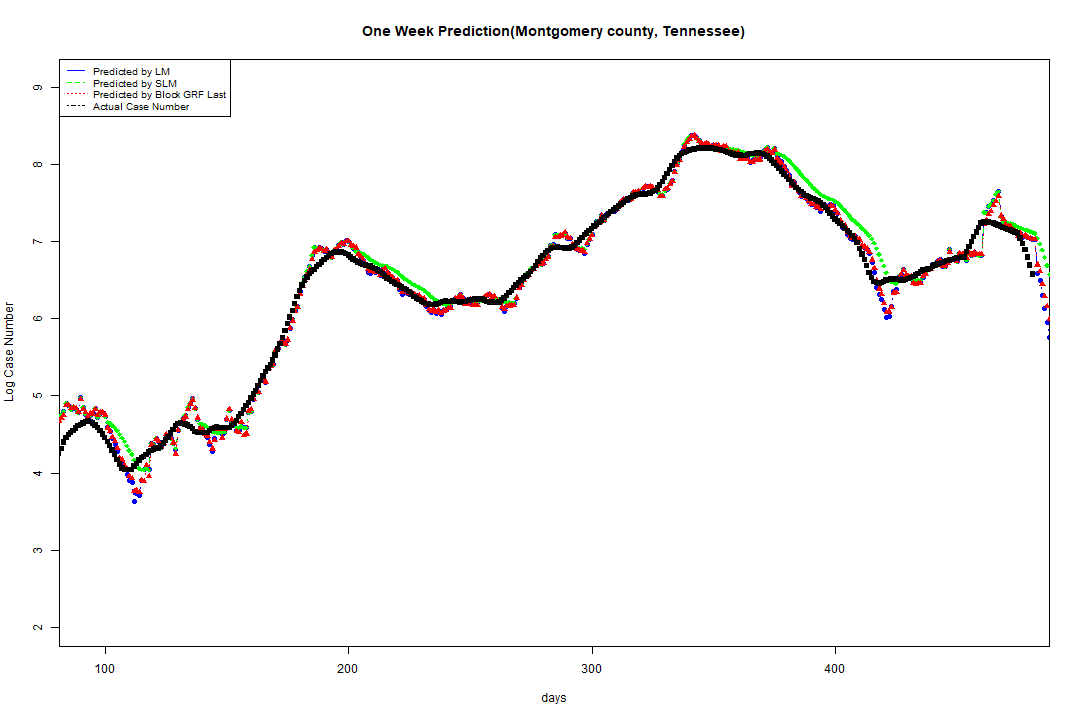 One Week Prediction(Montgomery county, Tennessee)
Predicted by LM
Predicted by SLM
Predicted by Block GRF Last
Actual Case Number
9
8
7
6
5
4
3
2
Log Case Number
100 200 300 400
days